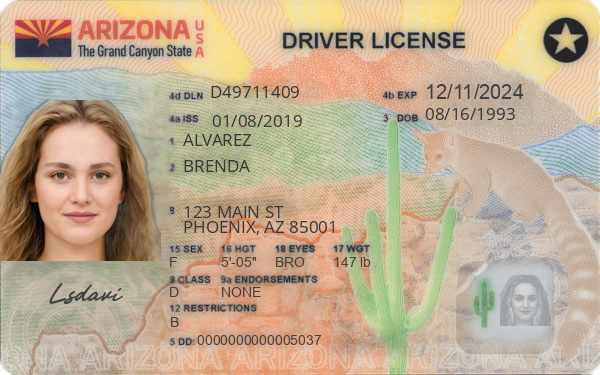 ARIZONA USA
The Grand Canyon State
DRIVER LICENSE
4d DLN D49711409
4b EXP 12/11/2024
4a ISS 01/08/2019
3 DOB 08/16/1993
1 ALVAREZ
2 BRENDA
8 123 MAIN ST
PHOENIX, AZ 85001
15 SEX 16 HGT 18 EYES 17 WGT
F 5'-05" BRO 147 lb
9 CLASS 9a ENDORSEMENTS
D NONE
12 RESTRICTIONS
B
Lsdavi
5 DD: 0000000000005037
ARIZONA ARIZONA ARIZONA ARIZONA